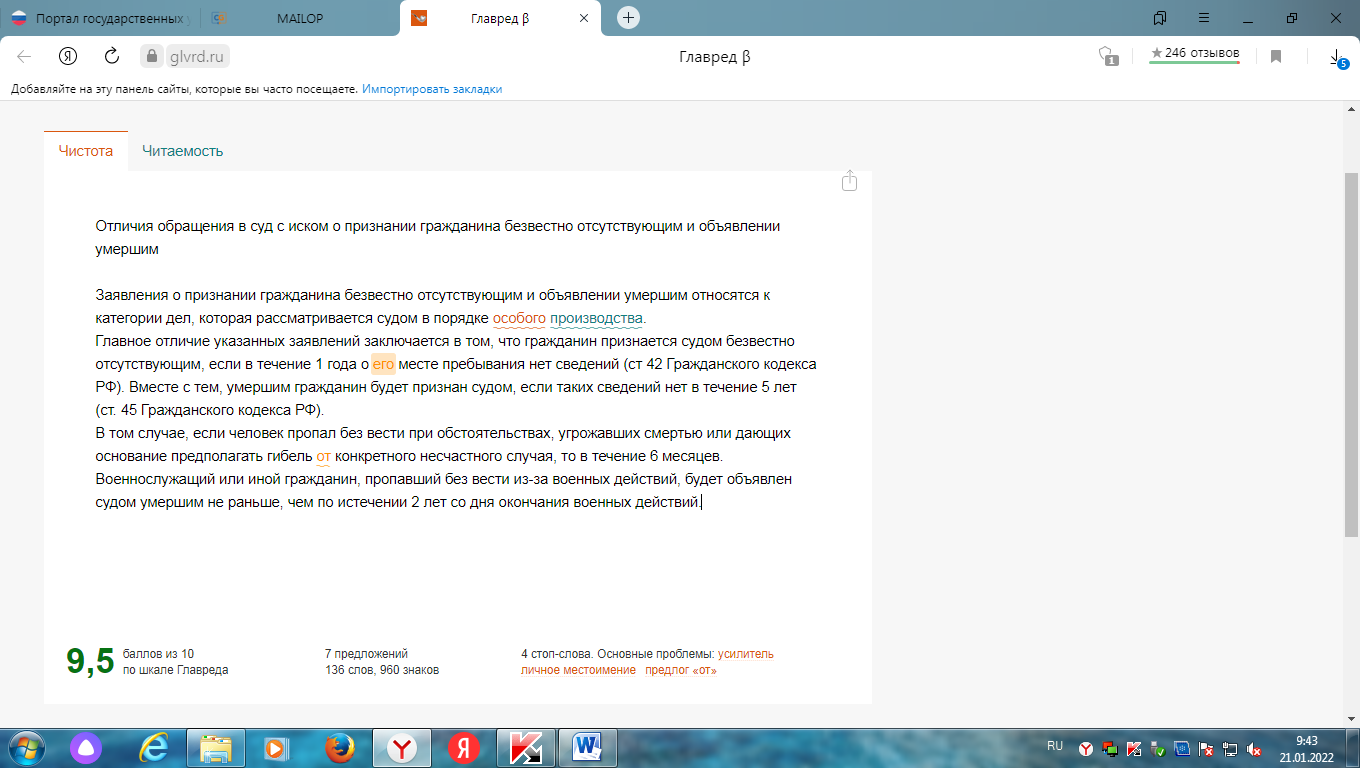 Портал государственных
MAILOP
Главред β
glvrd.ru
Главред β
1
★ 246 отзывов
5
Добавляйте на эту панель сайты, которые вы часто посещаете. Импортировать закладки
Чистота
Читаемость
Отличия обращения в суд с иском о признании гражданина безвестно отсутствующим и объявлении
умершим
Заявления о признании гражданина безвестно отсутствующим и объявлении умершим относятся к
категории дел, которая рассматривается судом в порядке особого производства.
Главное отличие указанных заявлений заключается в том, что гражданин признается судом безвестно
отсутствующим, если в течение 1 года о его месте пребывания нет сведений (ст 42 Гражданского кодекса
РФ). Вместе с тем, умершим гражданин будет признан судом, если таких сведений нет в течение 5 лет
(ст. 45 Гражданского кодекса РФ).
В том случае, если человек пропал без вести при обстоятельствах, угрожавших смертью или дающих
основание предполагать гибель от конкретного несчастного случая, то в течение 6 месяцев.
Военнослужащий или иной гражданин, пропавший без вести из-за военных действий, будет объявлен
судом умершим не раньше, чем по истечении 2 лет со дня окончания военных действий.
9,5
баллов из 10
по шкале Главреда
7 предложений
136 слов, 960 знаков
4 стоп-слова. Основные проблемы: усилитель
личное местоимение предлог «от»
RU
9:43
21.01.2022